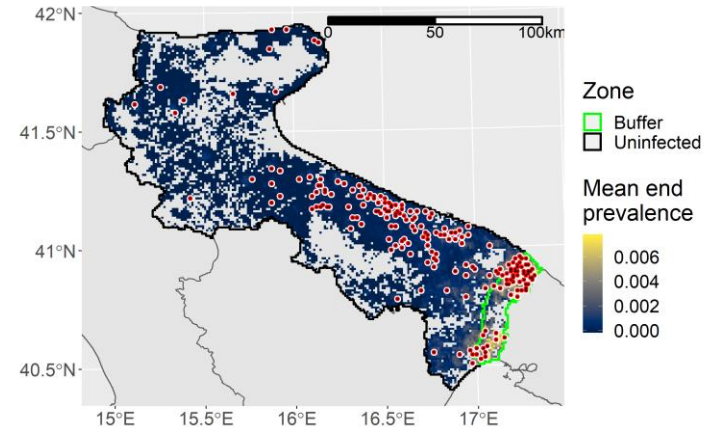 42°N
41.5°N
41°N
40.5°N
15°E
15.5°E
16°E
16.5°E
17°E
0
50
100km
Zone
Buffer
Uninfected
Mean end
prevalence
0.006
0.004
0.002
0.000